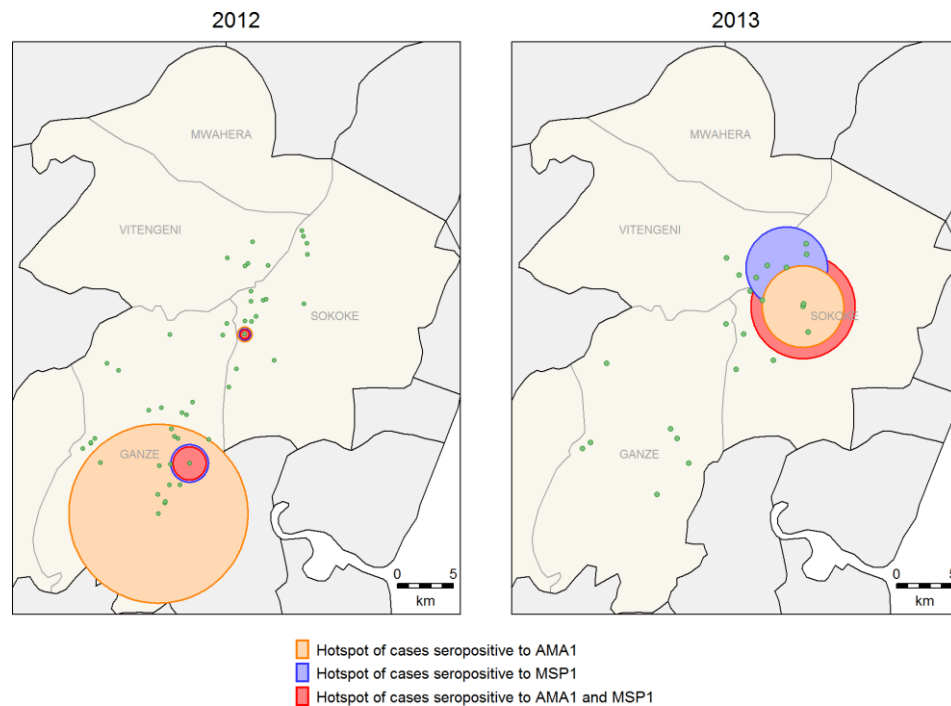 2012
2013
MWAHERA
VITENGENI
SOKOKE
GANZE
0 5
km
MWAHERA
VITENGENI
SOKOKE
GANZE
0 5
km
Hotspot of cases seropositive to AMA1
Hotspot of cases seropositive to MSP1
Hotspot of cases seropositive to AMA1 and MSP1